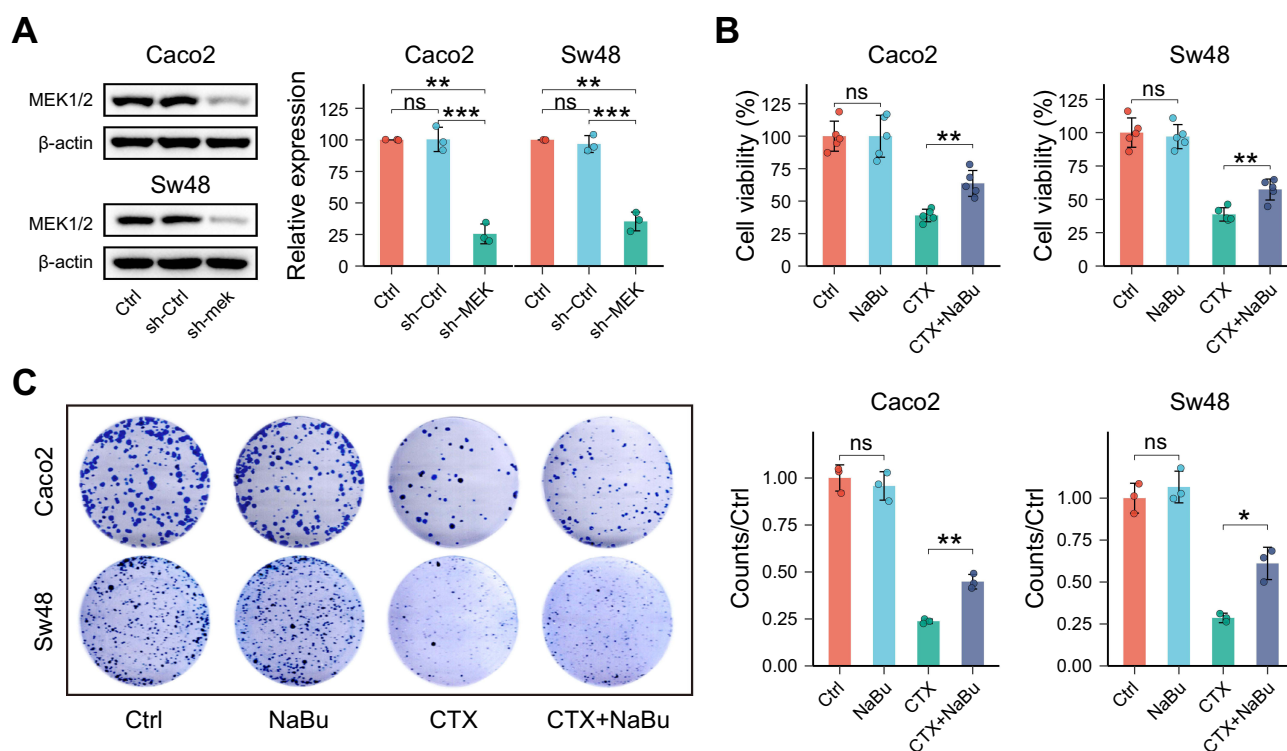 A
Caco2
MEK1/2
β-actin
Sw48
MEK1/2
β-actin
Ctrl
sh-Ctrl
sh-mek
Caco2
Sw48
Relative expression
125
100
75
50
25
0
**
ns
***
**
ns
***
Ctrl
sh−Ctrl
sh−MEK
Ctrl
sh−Ctrl
sh−MEK
B
Caco2
Cell viability (%)
125
100
75
50
25
0
ns
**
Ctrl
NaBu
CTX
CTX+NaBu
Sw48
Cell viability (%)
125
100
75
50
25
0
ns
**
Ctrl
NaBu
CTX
CTX+NaBu
C
Caco2
Sw48
Ctrl
NaBu
CTX
CTX+NaBu
Caco2
Counts/Ctrl
1.00
0.75
0.50
0.25
0.00
ns
**
Ctrl
NaBu
CTX
CTX+NaBu
Sw48
Counts/Ctrl
1.00
0.75
0.50
0.25
0.00
ns
*
Ctrl
NaBu
CTX
CTX+NaBu